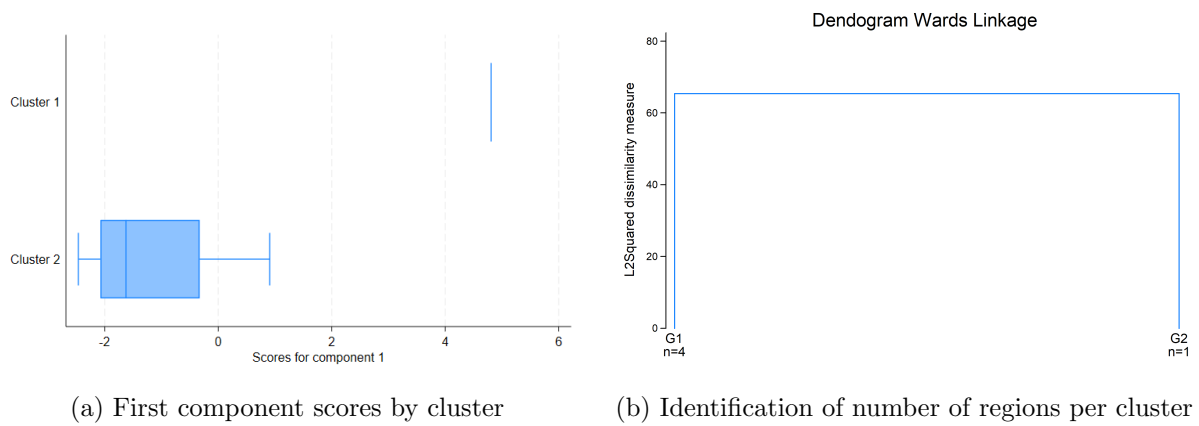 Cluster 1
Cluster 2
-2 0 2 4 6
Scores for component 1
(a) First component scores by cluster
Dendogram Wards Linkage
L2Squared dissimilarity measure
80
60
40
20
0
G1 G2
n=4 n=1
(b) Identification of number of regions per cluster